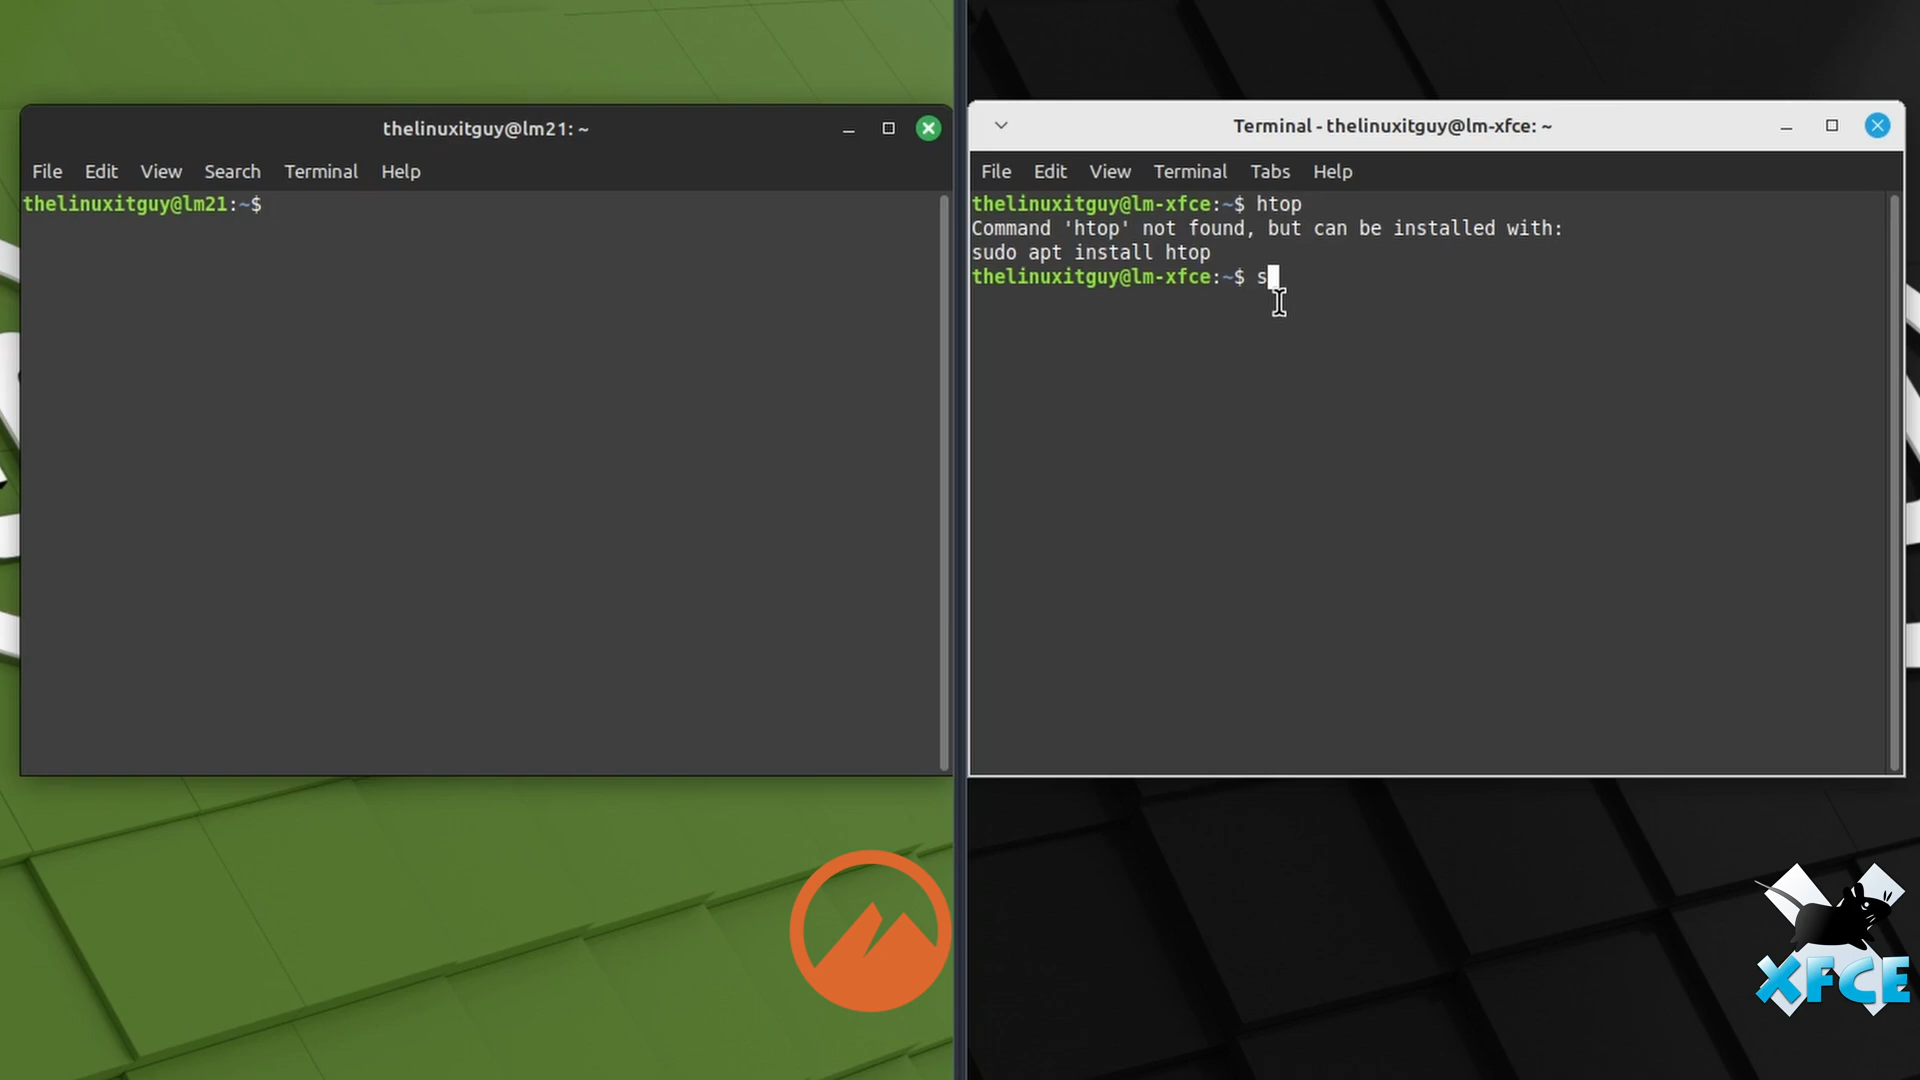 thelinuxitguy@lm21: ~
File Edit View Search Terminal Help
thelinuxitguy@lm21:~$
Terminal - thelinuxitguy@lm-xfce: ~
File Edit View Terminal Tabs Help
thelinuxitguy@lm-xfce:~$ htop
Command 'htop' not found, but can be installed with:
sudo apt install htop
thelinuxitguy@lm-xfce:~$ s
XFCE